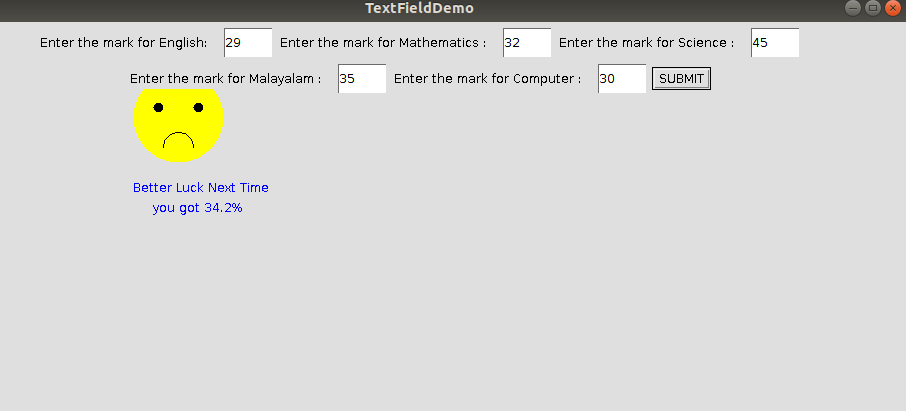 TextFieldDemo
Enter the mark for English: 29 Enter the mark for Mathematics : 32 Enter the mark for Science : 45
Enter the mark for Malayalam : 35 Enter the mark for Computer : 30 SUBMIT
Better Luck Next Time
you got 34.2%